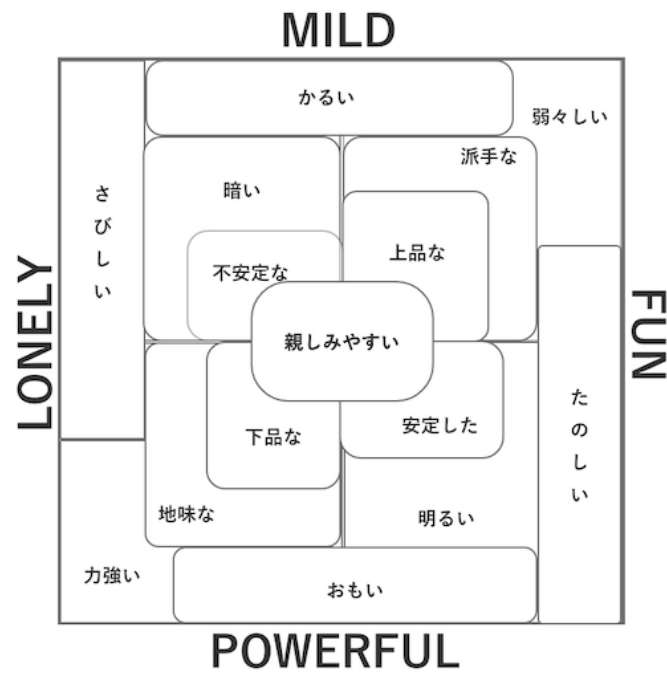 MILD
かるい
弱々しい
派手な
暗い
さびしい
上品な
不安定な
LONELY
FUN
親しみやすい
たのしい
安定した
下品な
地味な
明るい
力強い
おもい
POWERFUL